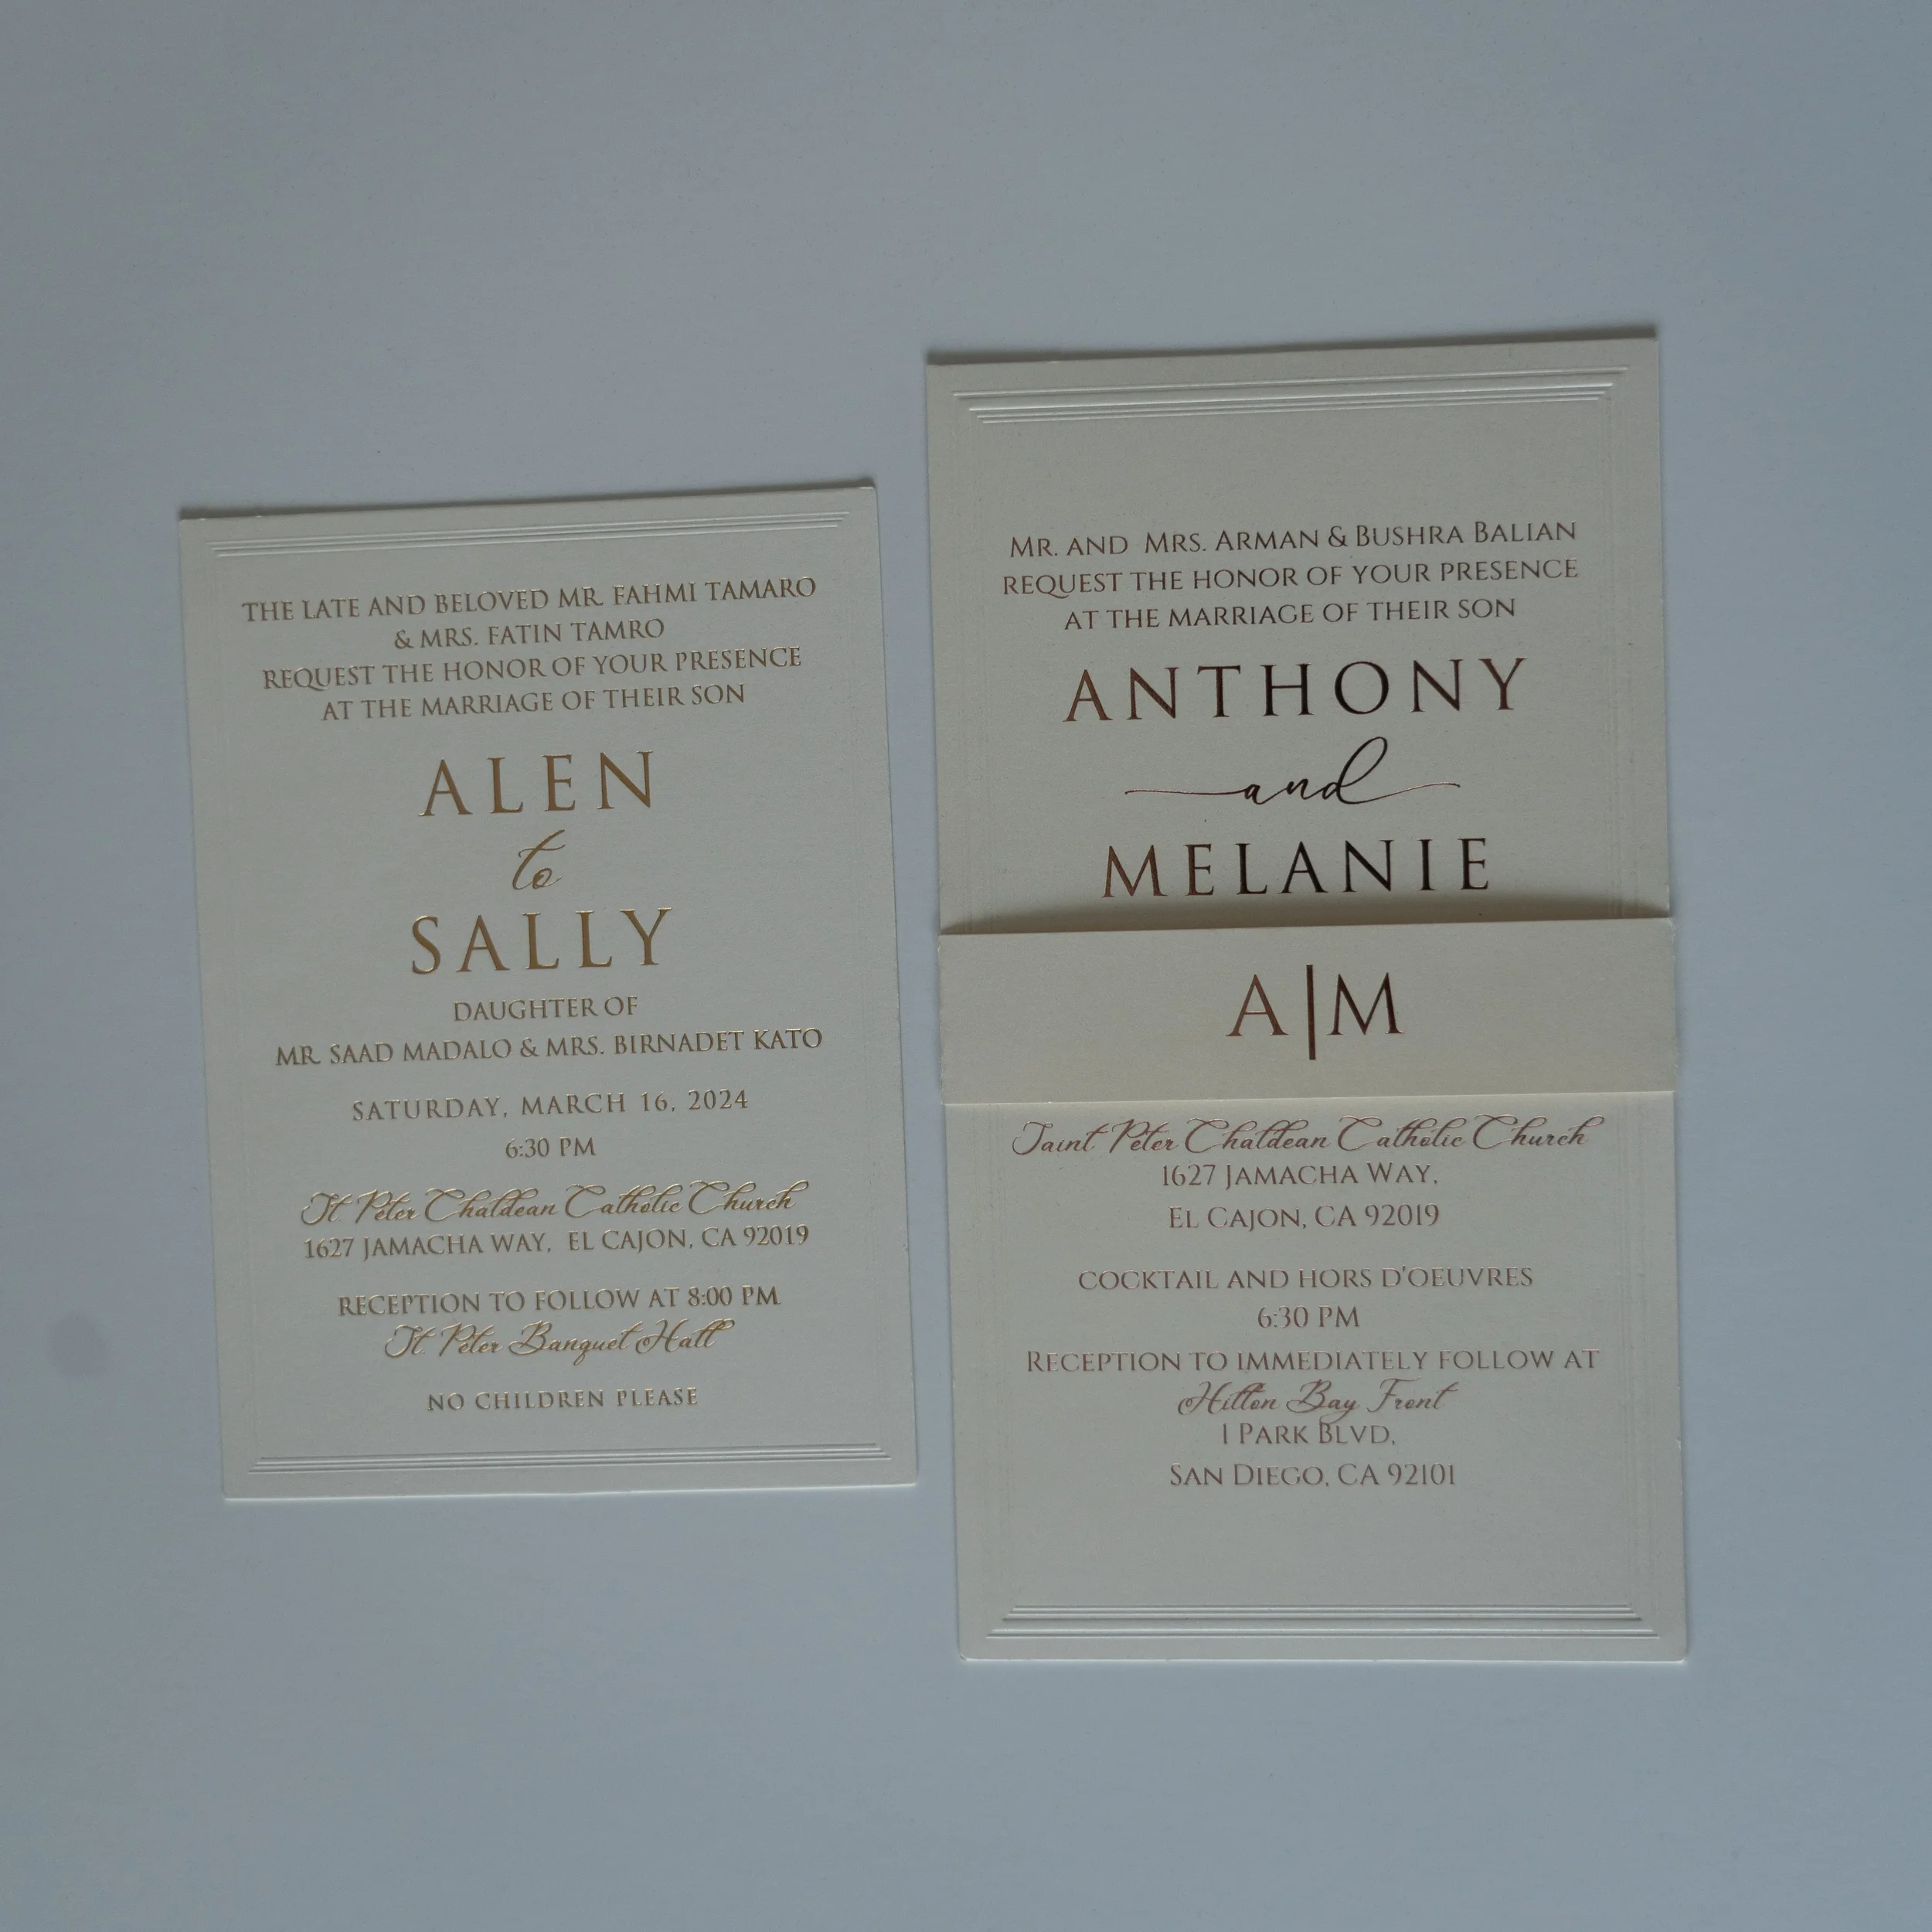 THE LATE AND BELOVED MR. FAHMI TAMARO
& MRS. FATIN TAMRO
REQUEST THE HONOR OF YOUR PRESENCE
AT THE MARRIAGE OF THEIR SON
ALEN
to
SALLY
DAUGHTER OF
MR. SAAD MADALO & MRS. BIRNADET KATO
SATURDAY, MARCH 16, 2024
6:30 PM
St. Peter Chaldean Catholic Church
1627 JAMACHA WAY, EL CAJON, CA 92019
RECEPTION TO FOLLOW AT 8:00 PM
St. Peter Banquet Hall
NO CHILDREN PLEASE
MR. AND MRS. ARMAN & BUSHRA BALIAN
REQUEST THE HONOR OF YOUR PRESENCE
AT THE MARRIAGE OF THEIR SON
ANTHONY
and
MELANIE
A|M
Saint Peter Chaldean Catholic Church
1627 JAMACHA WAY,
EL CAJON, CA 92019
COCKTAIL AND HORS D'OEUVRES
6:30 PM
RECEPTION TO IMMEDIATELY FOLLOW AT
Hilton Bay Front
1 PARK BLVD,
SAN DIEGO, CA 92101